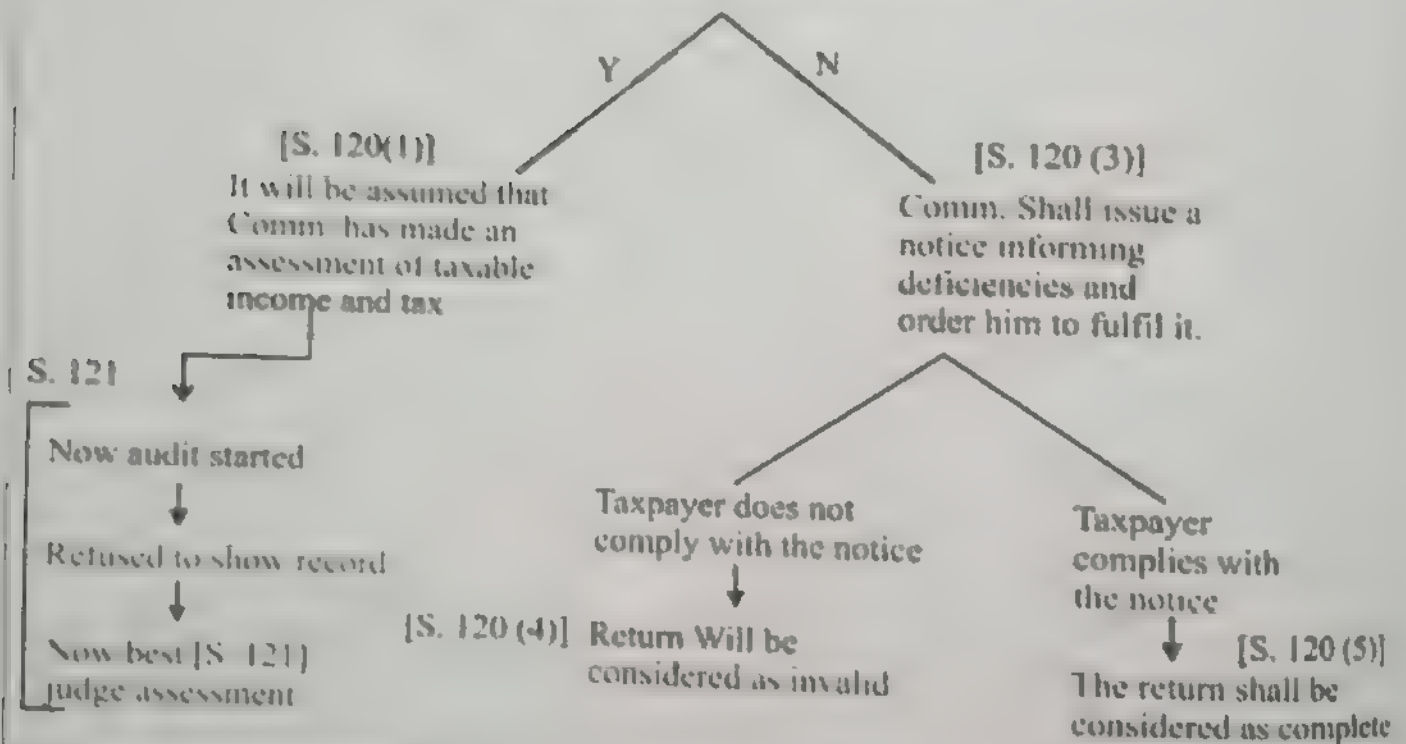 Y
N
[S. 120(1)]
It will be assumed that
Comm has made an
assessment of taxable
income and tax
[S. 120 (3)]
Comm. Shall issue a
notice informing
deficiencies and
order him to fulfil it.
S. 121
Now audit started
Refused to show record
Now best [S 121]
judge assessment
Taxpayer does not
comply with the notice
[S. 120 (4)] Return Will be
considered as invalid
Taxpayer
complies with
the notice
[S. 120 (5)]
The return shall be
considered as complete